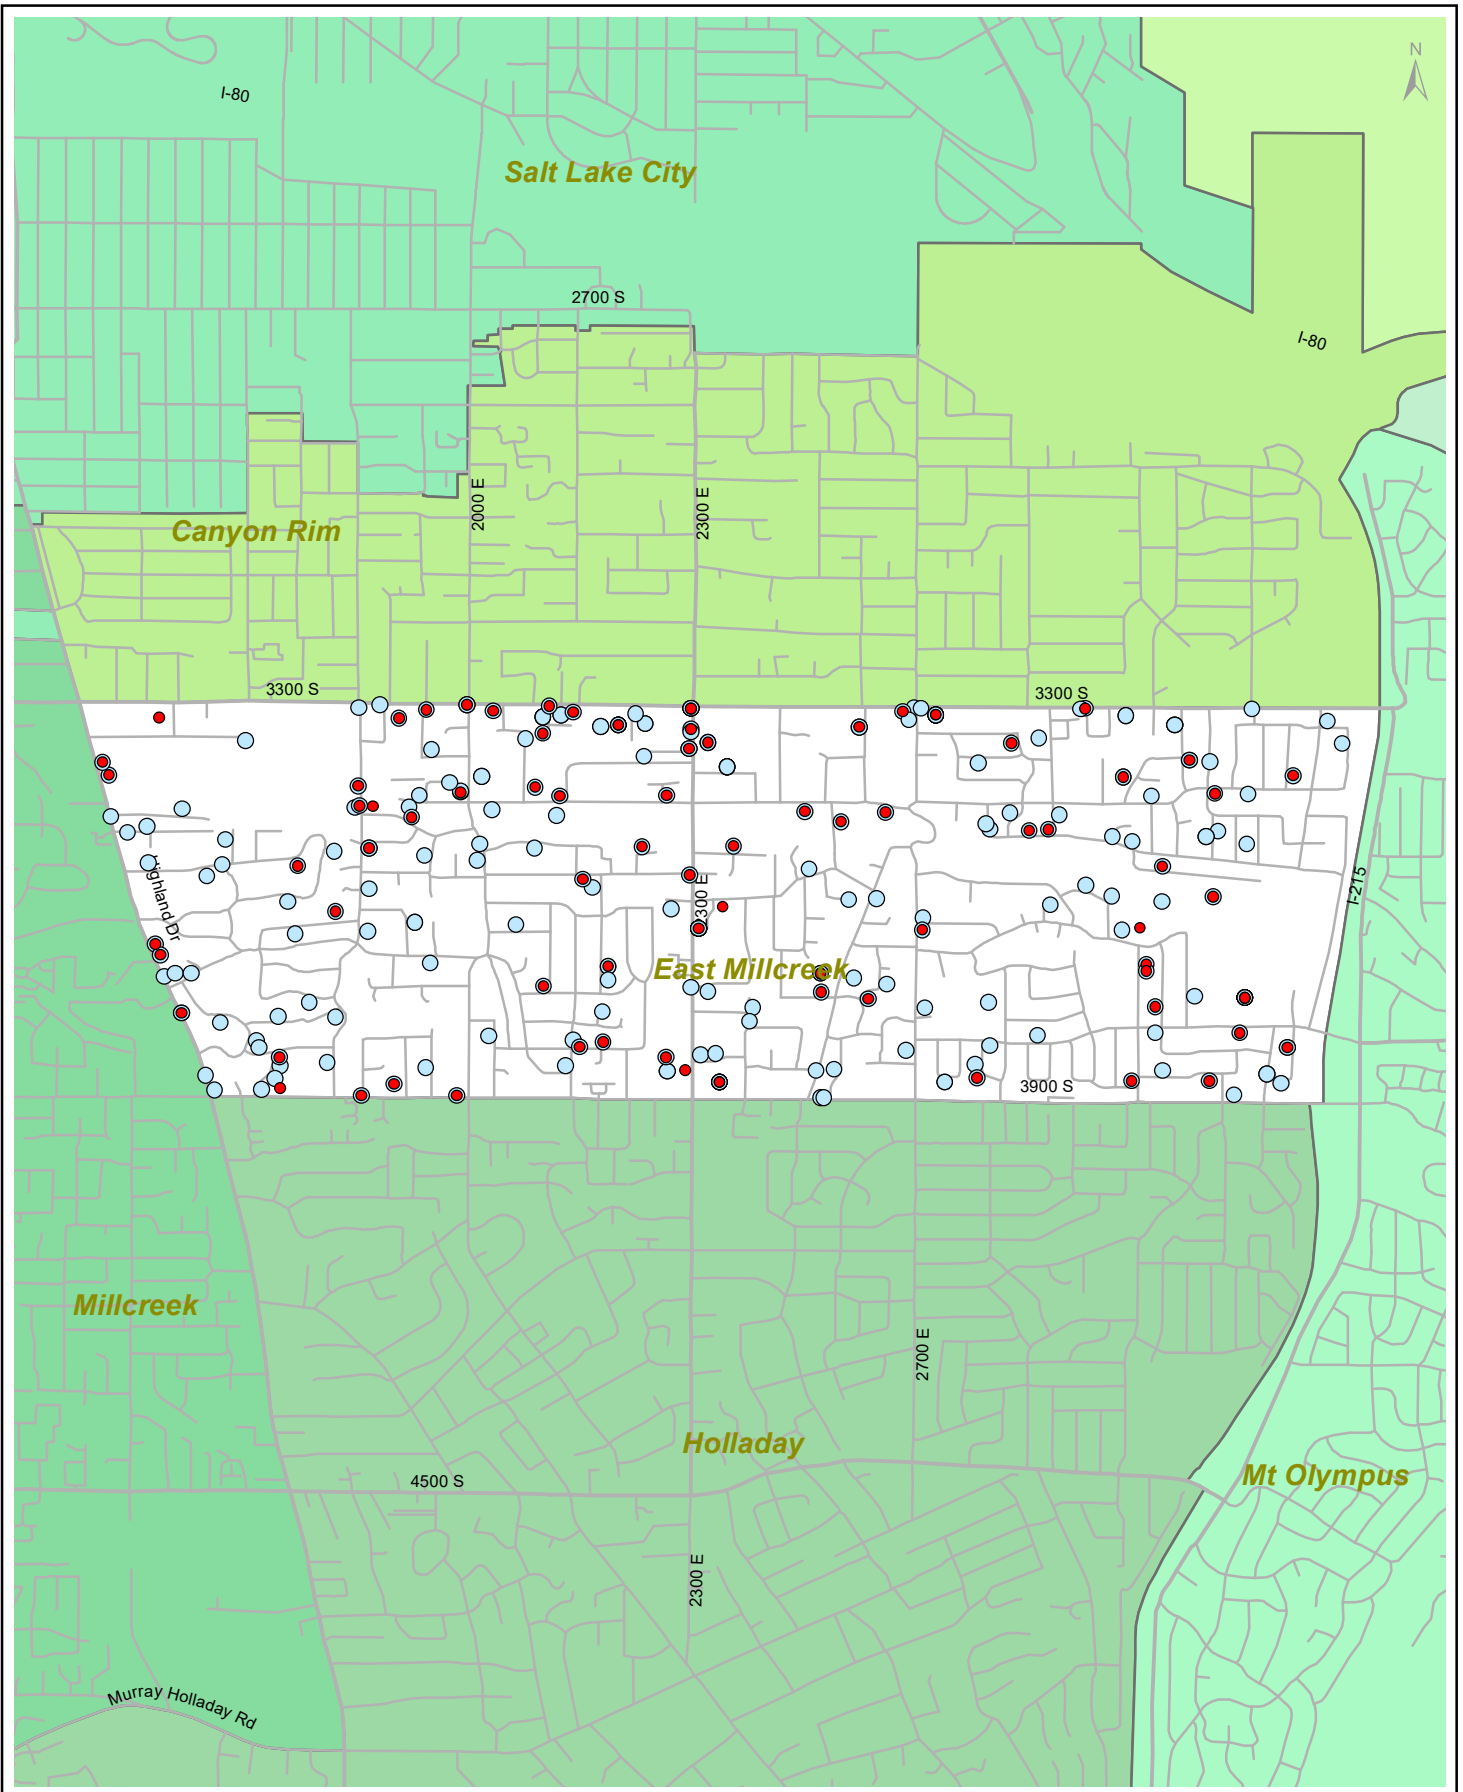 N
I-80
Salt Lake City
2700 S
I-80
2000 E
2300 E
Canyon Rim
3300 S
3300 S
Highland Dr
2300 E
I-215
East Millcreek
3900 S
Millcreek
2700 E
Holladay
4500 S
Mt Olympus
2300 E
Murray Holladay Rd